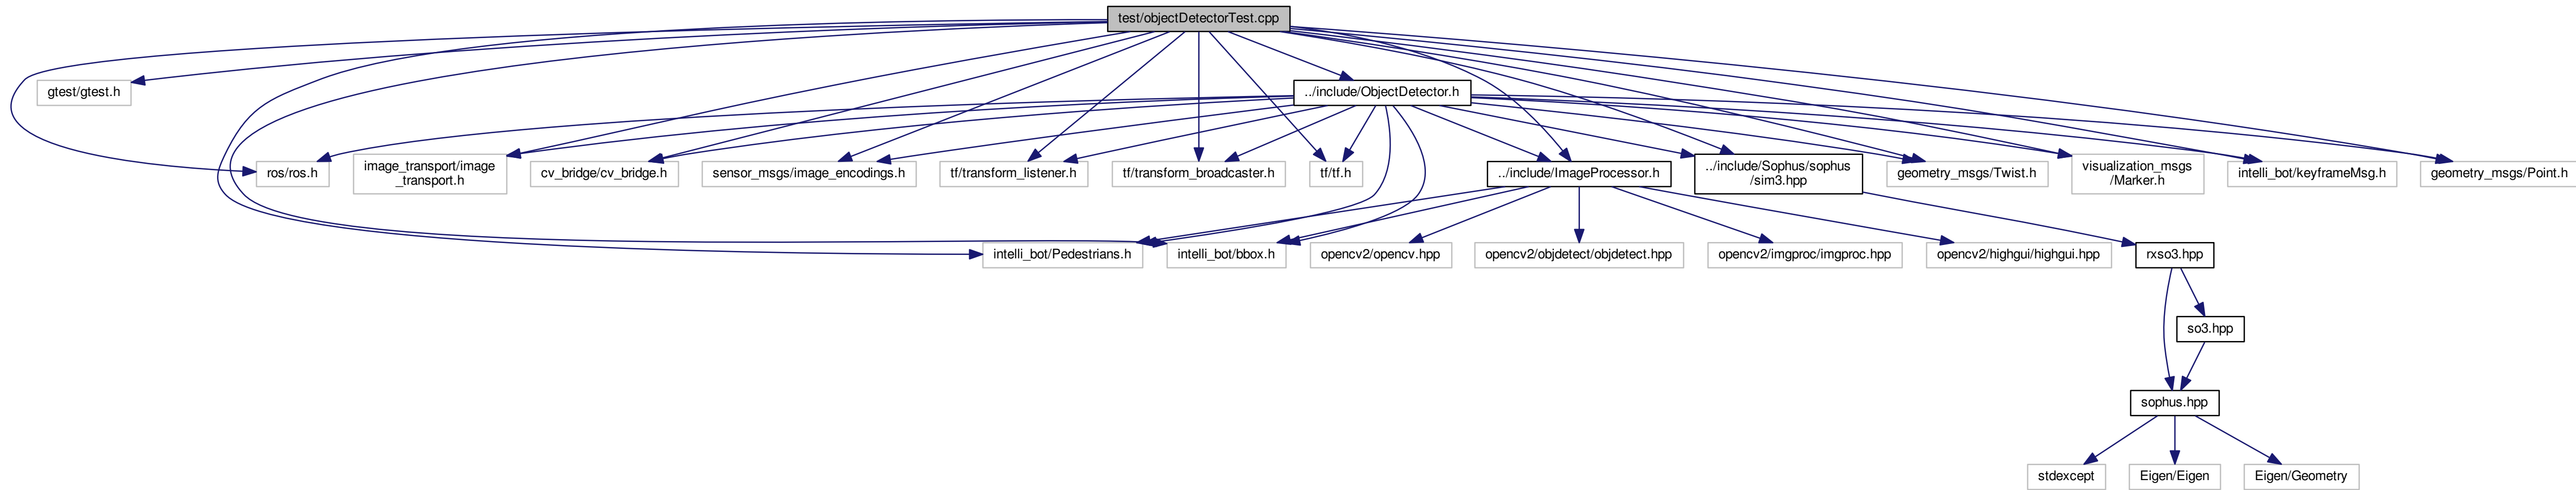 test/objectDetectorTest.cpp
gtest/gtest.h
../include/ObjectDetector.h
ros/ros.h
image_transport/image
_transport.h
cv_bridge/cv_bridge.h
sensor_msgs/image_encodings.h
tf/transform_listener.h
tf/transform_broadcaster.h
tf/tf.h
../include/ImageProcessor.h
../include/Sophus/sophus
/sim3.hpp
geometry_msgs/Twist.h
visualization_msgs
/Marker.h
intelli_bot/keyframeMsg.h
geometry_msgs/Point.h
intelli_bot/Pedestrians.h
intelli_bot/bbox.h
opencv2/opencv.hpp
opencv2/objdetect/objdetect.hpp
opencv2/imgproc/imgproc.hpp
opencv2/highgui/highgui.hpp
rxso3.hpp
so3.hpp
sophus.hpp
stdexcept
Eigen/Eigen
Eigen/Geometry